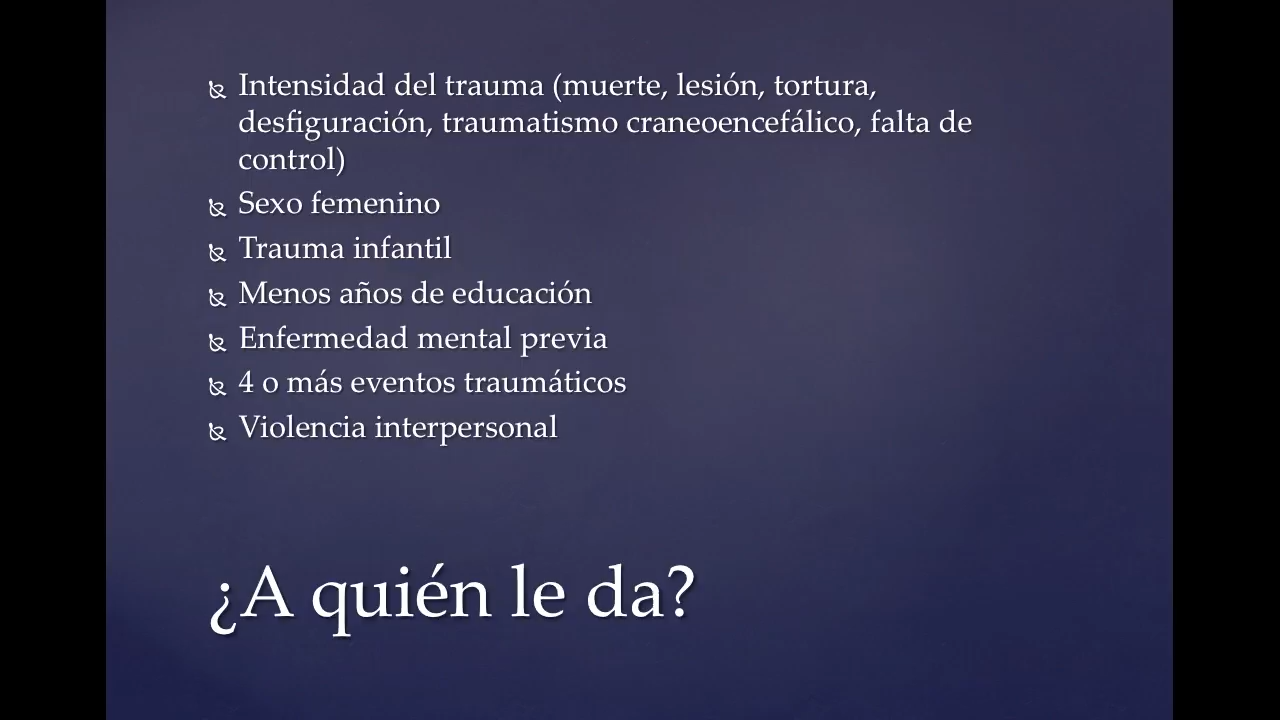 Intensidad del trauma (muerte, lesión, tortura,
desfiguración, traumatismo craneoencefálico, falta de
control)
Sexo femenino
Trauma infantil
Menos años de educación
Enfermedad mental previa
4 o más eventos traumáticos
Violencia interpersonal
¿A quién le da?